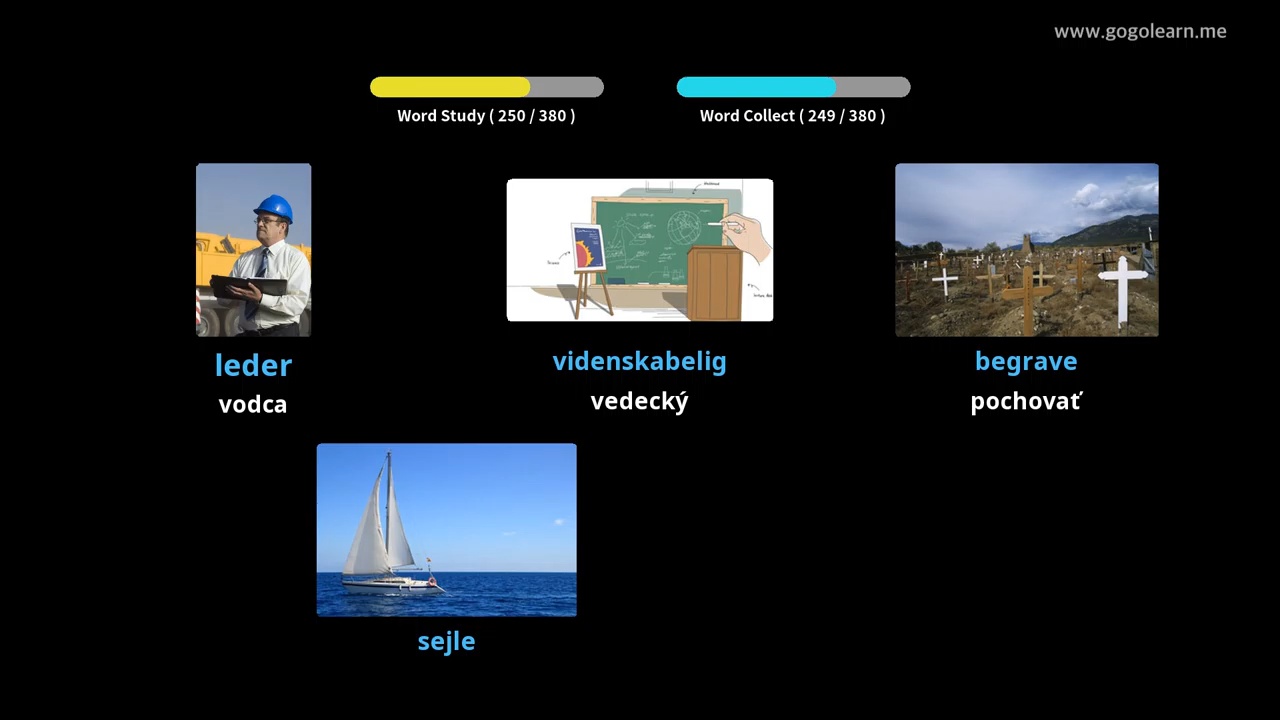 www.gogolearn.me
Word Study ( 250 / 380 )
Word Collect ( 249 / 380 )
leder
vodca
videnskabelig
vedecký
begrave
pochovať
sejle